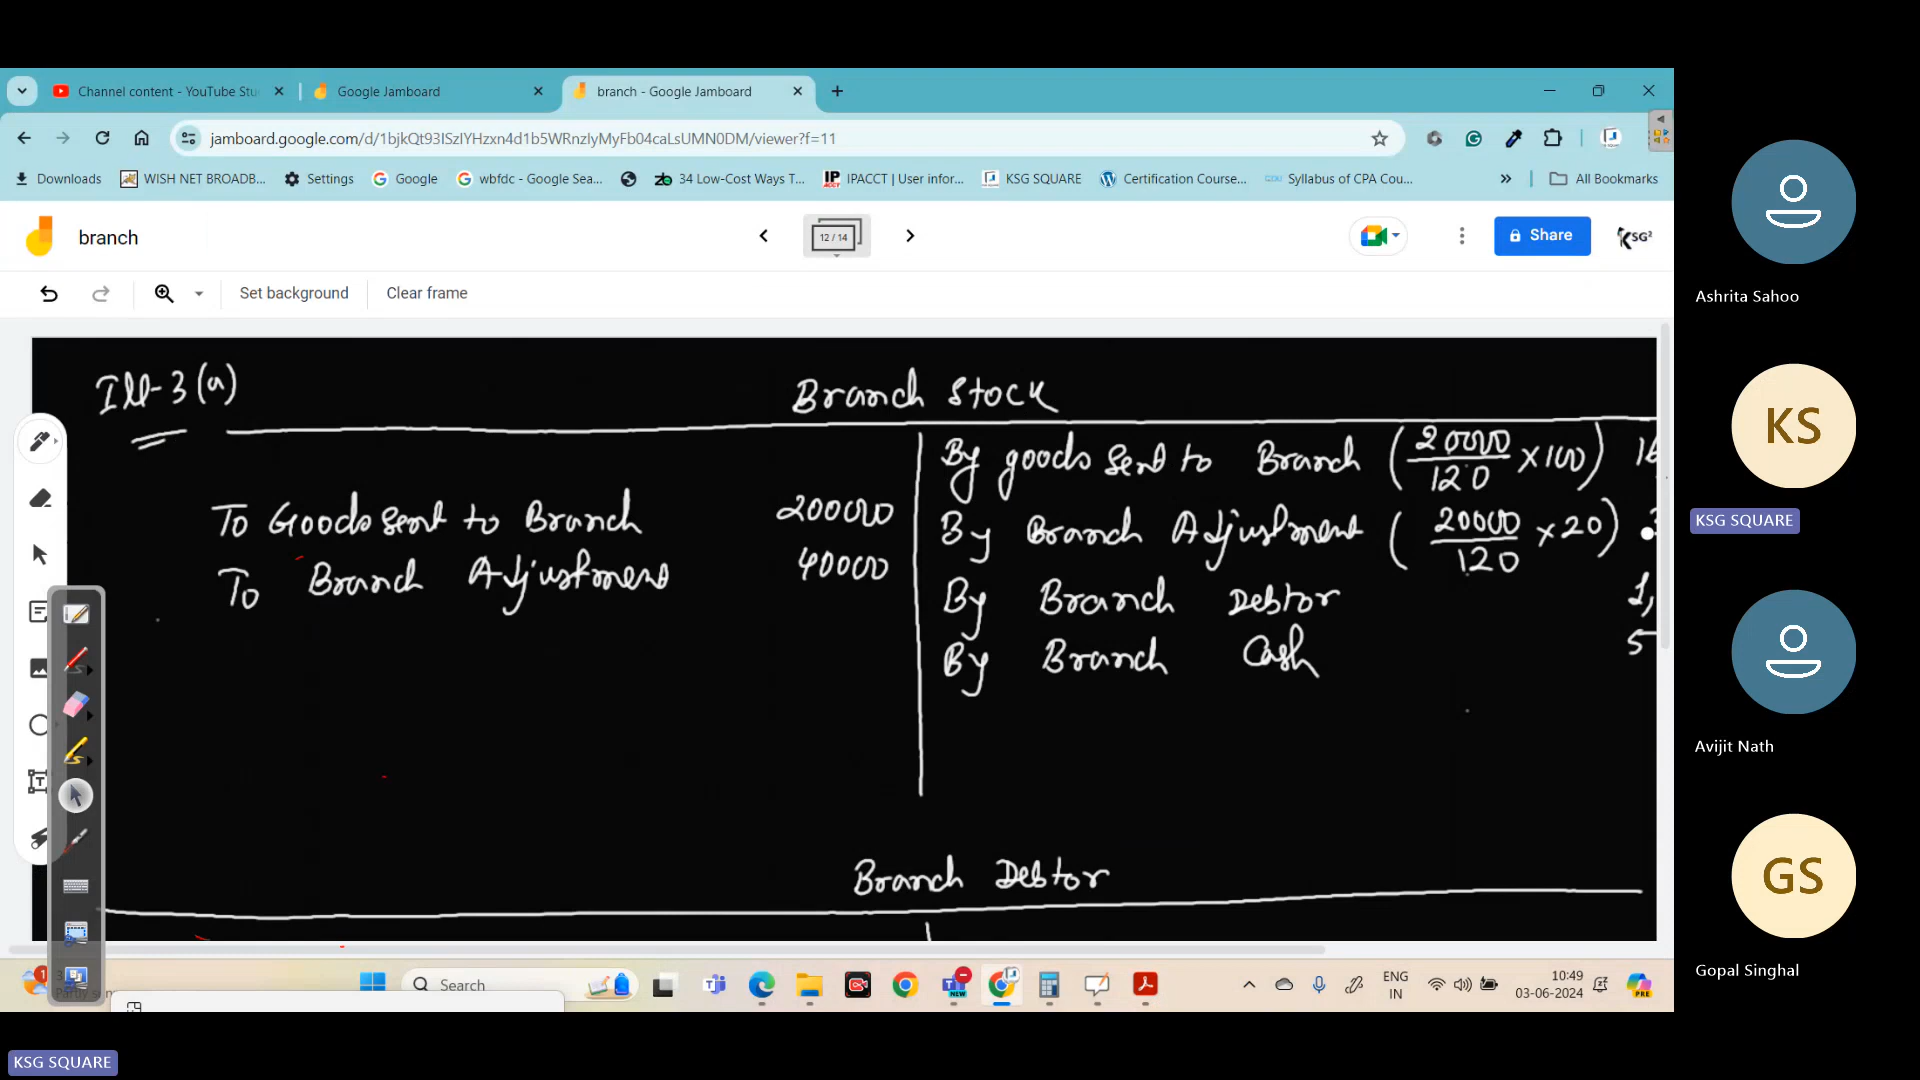 Channel content - YouTube Stu
Google Jamboard
branch - Google Jamboard
jamboard.google.com/d/1bjkQt93ISzIYHzxn4d1b5WRnzIyMyFb04caLsUMN0DM/viewer?f=11
Downloads
WISH NET BROADB...
Settings
Google
wbfdc - Google Sea...
34 Low-Cost Ways T...
IPACCT | User infor...
KSG SQUARE
Certification Course...
Syllabus of CPA Cou...
All Bookmarks
branch
12 / 14
Share
KSG²
Set background
Clear frame
Ill-3(a)
Branch Stock
To Goods sent to Branch 200000
To Branch Adjustment 40000
By goods sent to Branch (20000/120 ×100) 16
By Branch Adjustment (20000/120 ×20)
By Branch Debtor 1,
By Branch Cash 5
Branch Debtor
Search
ENG
IN
10:49
03-06-2024
Ashrita Sahoo
KS
KSG SQUARE
Avijit Nath
GS
Gopal Singhal
KSG SQUARE